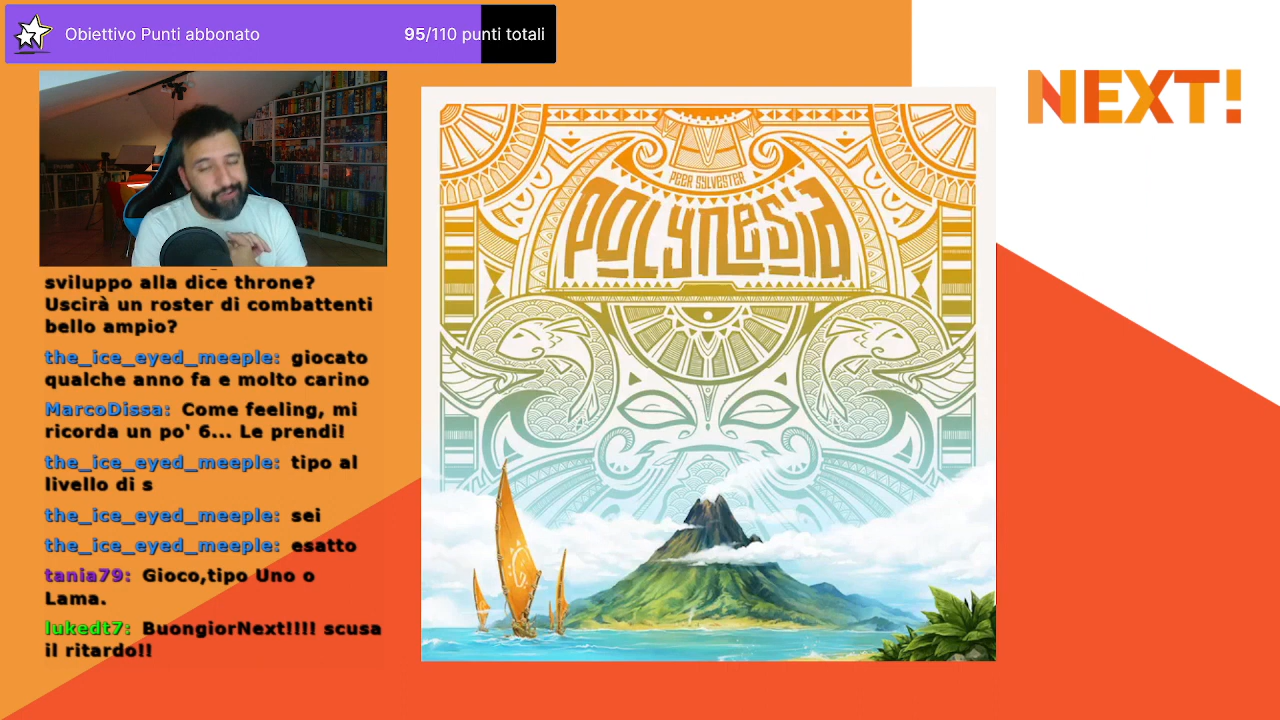 Obiettivo Punti abbonato
95/110 punti totali
NEXT!
PEER SYLVESTER
POLYNESIA
sviluppo alla dice throne?
Uscirà un roster di combattenti
bello ampio?
the_ice_eyed_meeple: giocato
qualche anno fa e molto carino
MarcoDissa: Come feeling, mi
ricorda un po' 6... Le prendi!
the_ice_eyed_meeple: tipo al
livello di s
the_ice_eyed_meeple: sei
the_ice_eyed_meeple: esatto
tania79: Gioco,tipo Uno o
Lama.
lukedt7: BuongiorNext!!!! scusa
il ritardo!!